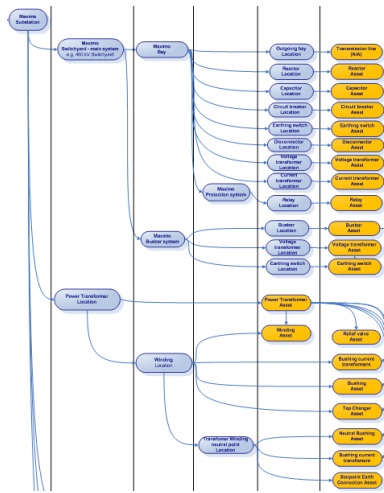 Maximo
Substation
Maximo
Switchyard - main system
e.g. 400 kV Switchyard
Maximo
Bay
Outgoing bay
Location
Transmission line
(N/A)
Reactor
Location
Reactor
Asset
Capacitor
Location
Capacitor
Asset
Circuit breaker
Location
Circuit breaker
Asset
Earthing switch
Location
Earthing switch
Asset
Disconnector
Location
Disconnector
Asset
Voltage
transformer
Location
Voltage transformer
Asset
Current
transformer
Location
Current transformer
Asset
Maximo
Protection system
Relay
Location
Relay
Asset
Maximo
Busbar system
Busbar
Location
Busbar
Asset
Voltage
transformer
Location
Voltage transformer
Asset
Earthing switch
Location
Earthing switch
Asset
Power Transformer
Location
Power Transformer
Asset
Winding
Asset
Relief valve
Asset
Winding
Location
Bushing current
transformers
Bushing
Asset
Tap Changer
Asset
Transfomer Winding
neutral point
Location
Neutral Bushing
Asset
Bushing current
transformers
Starpoint Earth
Connection Asset